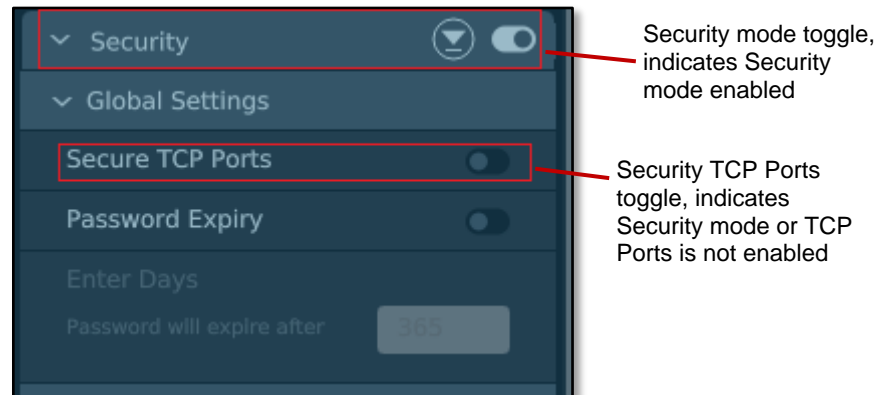 Security
Global Settings
Secure TCP Ports
Password Expiry
Enter Days
Password will expire after 365
Security mode toggle,
indicates Security
mode enabled
Security TCP Ports
toggle, indicates
Security mode or TCP
Ports is not enabled